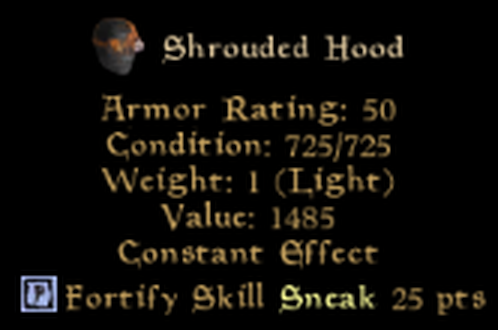 Shrouded Hood
Armor Rating: 50
Condition: 725/725
Weight: 1 (Light)
Value: 1485
Constant Effect
Fortify Skill Sneak 25 pts